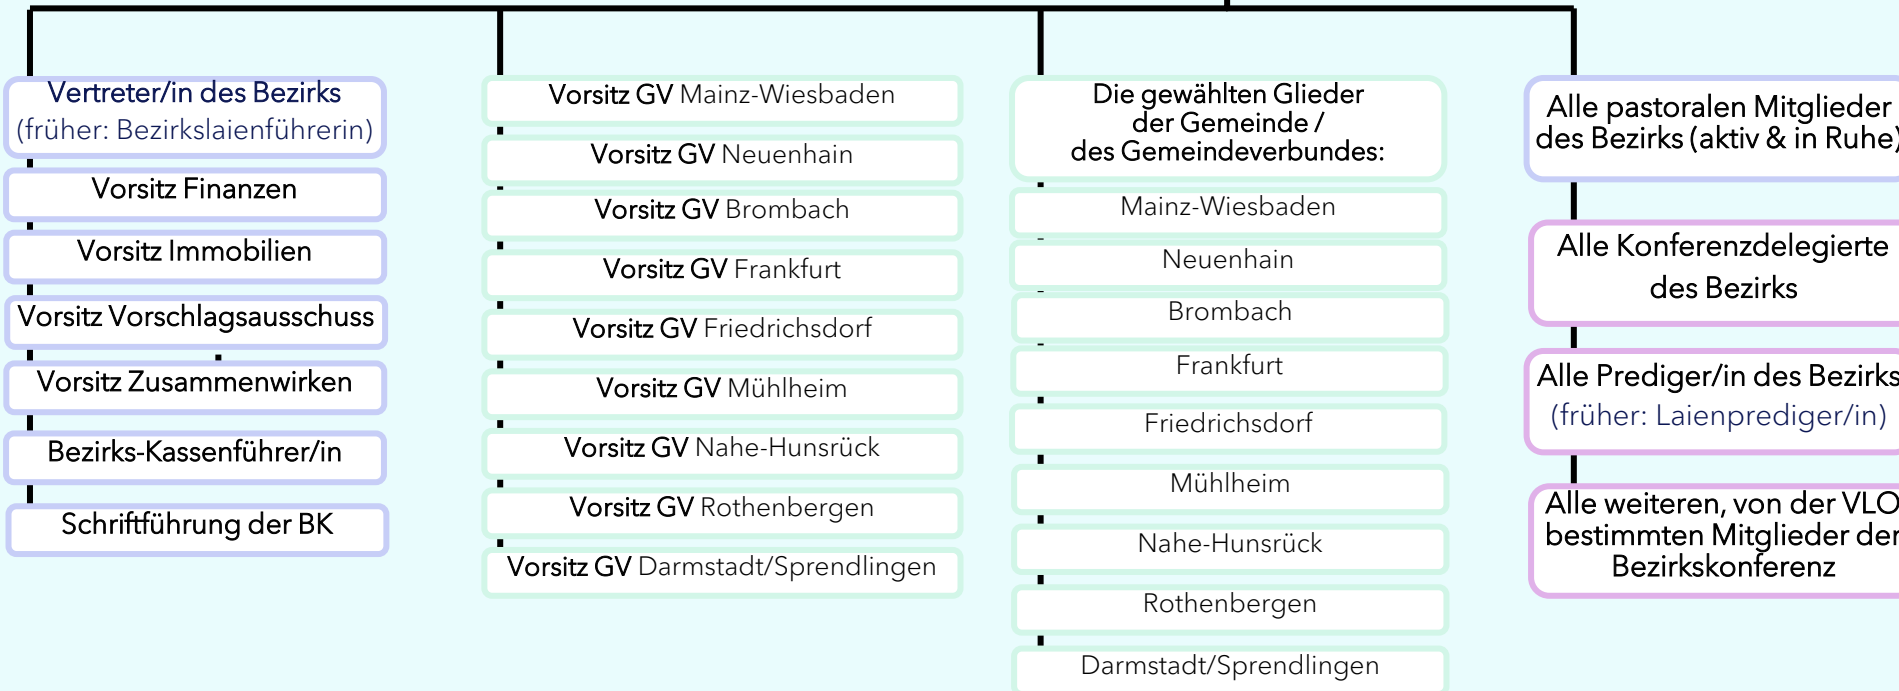 Vertreter/in des Bezirks
(früher: Bezirkslaienführerin)
Vorsitz Finanzen
Vorsitz Immobilien
Vorsitz Vorschlagsausschuss
Vorsitz Zusammenwirken
Bezirks-Kassenführer/in
Schriftführung der BK
Vorsitz GV Mainz-Wiesbaden
Vorsitz GV Neuenhain
Vorsitz GV Brombach
Vorsitz GV Frankfurt
Vorsitz GV Friedrichsdorf
Vorsitz GV Mühlheim
Vorsitz GV Nahe-Hunsrück
Vorsitz GV Rothenbergen
Vorsitz GV Darmstadt/Sprendlingen
Die gewählten Glieder
der Gemeinde /
des Gemeindeverbundes:
Mainz-Wiesbaden
Neuenhain
Brombach
Frankfurt
Friedrichsdorf
Mühlheim
Nahe-Hunsrück
Rothenbergen
Darmstadt/Sprendlingen
Alle pastoralen Mitglieder
des Bezirks (aktiv & in Ruhe)
Alle Konferenzdelegierte
des Bezirks
Alle Prediger/in des Bezirks
(früher: Laienprediger/in)
Alle weiteren, von der VLO
bestimmten Mitglieder der
Bezirkskonferenz